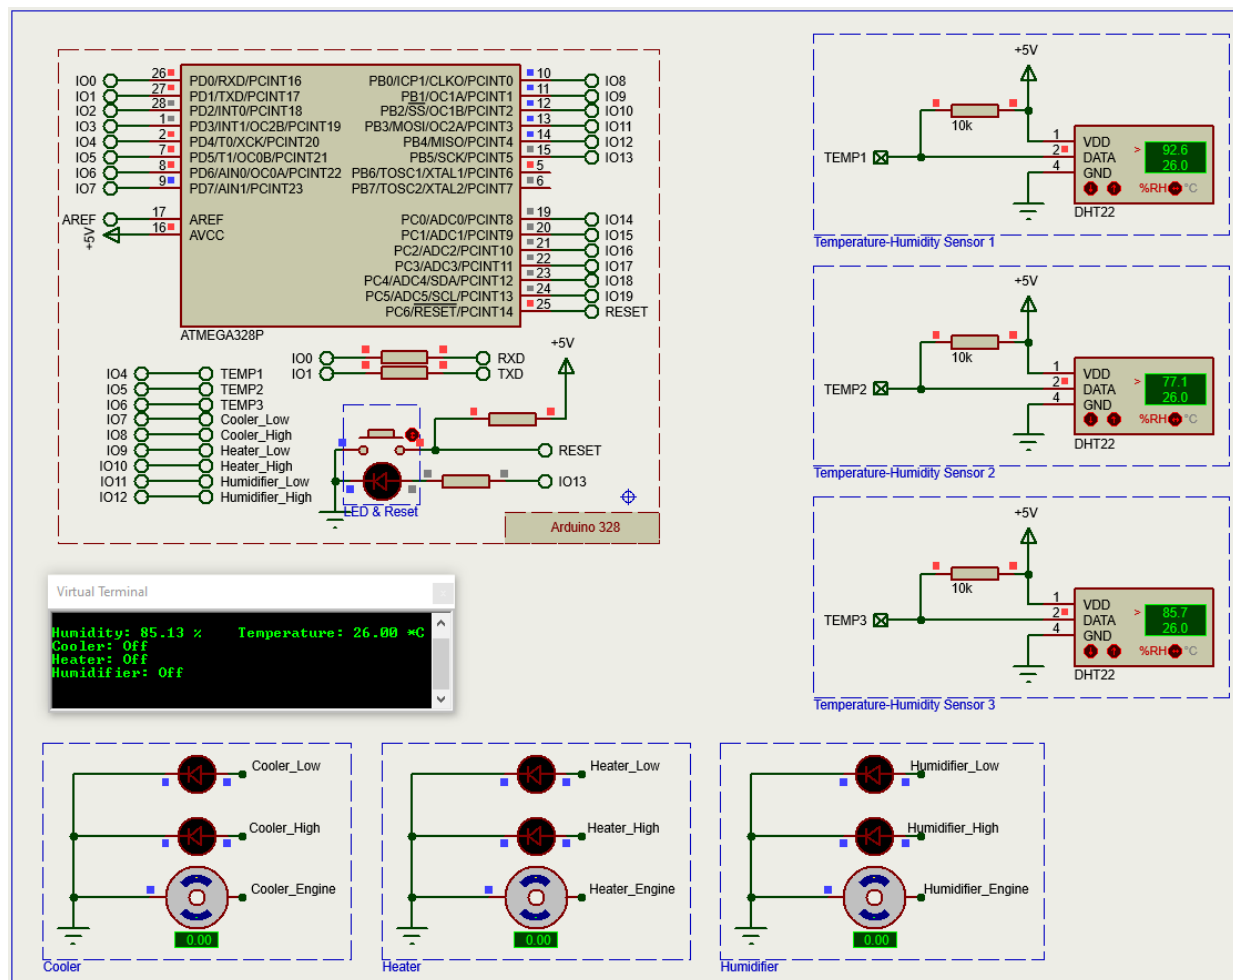 IO0
IO1
IO2
IO3
IO4
IO5
IO6
IO7
AREF
+5V
26
27
28
1
2
7
8
9
17
16
PD0/RXD/PCINT16
PD1/TXD/PCINT17
PD2/INT0/PCINT18
PD3/INT1/OC2B/PCINT19
PD4/T0/XCK/PCINT20
PD5/T1/OC0B/PCINT21
PD6/AIN0/OC0A/PCINT22
PD7/AIN1/PCINT23
AREF
AVCC
PB0/ICP1/CLKO/PCINT0
PB1/OC1A/PCINT1
PB2/SS/OC1B/PCINT2
PB3/MOSI/OC2A/PCINT3
PB4/MISO/PCINT4
PB5/SCK/PCINT5
PB6/TOSC1/XTAL1/PCINT6
PB7/TOSC2/XTAL2/PCINT7
PC0/ADC0/PCINT8
PC1/ADC1/PCINT9
PC2/ADC2/PCINT10
PC3/ADC3/PCINT11
PC4/ADC4/SDA/PCINT12
PC5/ADC5/SCL/PCINT13
PC6/RESET/PCINT14
10
11
12
13
14
15
5
6
19
20
21
22
23
24
25
IO8
IO9
IO10
IO11
IO12
IO13
IO14
IO15
IO16
IO17
IO18
IO19
RESET
ATMEGA328P
IO4 TEMP1
IO5 TEMP2
IO6 TEMP3
IO7 Cooler_Low
IO8 Cooler_High
IO9 Heater_Low
IO10 Heater_High
IO11 Humidifier_Low
IO12 Humidifier_High
IO0 RXD
IO1 TXD
+5V
RESET
IO13
LED & Reset
Arduino 328
+5V
10k
TEMP1
1 VDD
2 DATA
4 GND
> 92.6
26.0
%RH °C
DHT22
Temperature-Humidity Sensor 1
+5V
10k
TEMP2
1 VDD
2 DATA
4 GND
> 77.1
26.0
%RH °C
DHT22
Temperature-Humidity Sensor 2
+5V
10k
TEMP3
1 VDD
2 DATA
4 GND
> 85.7
26.0
%RH °C
DHT22
Temperature-Humidity Sensor 3
Virtual Terminal
Humidity: 85.13 % Temperature: 26.00 *C
Cooler: Off
Heater: Off
Humidifier: Off
Cooler_Low
Cooler_High
Cooler_Engine
0.00
Cooler
Heater_Low
Heater_High
Heater_Engine
0.00
Heater
Humidifier_Low
Humidifier_High
Humidifier_Engine
0.00
Humidifier